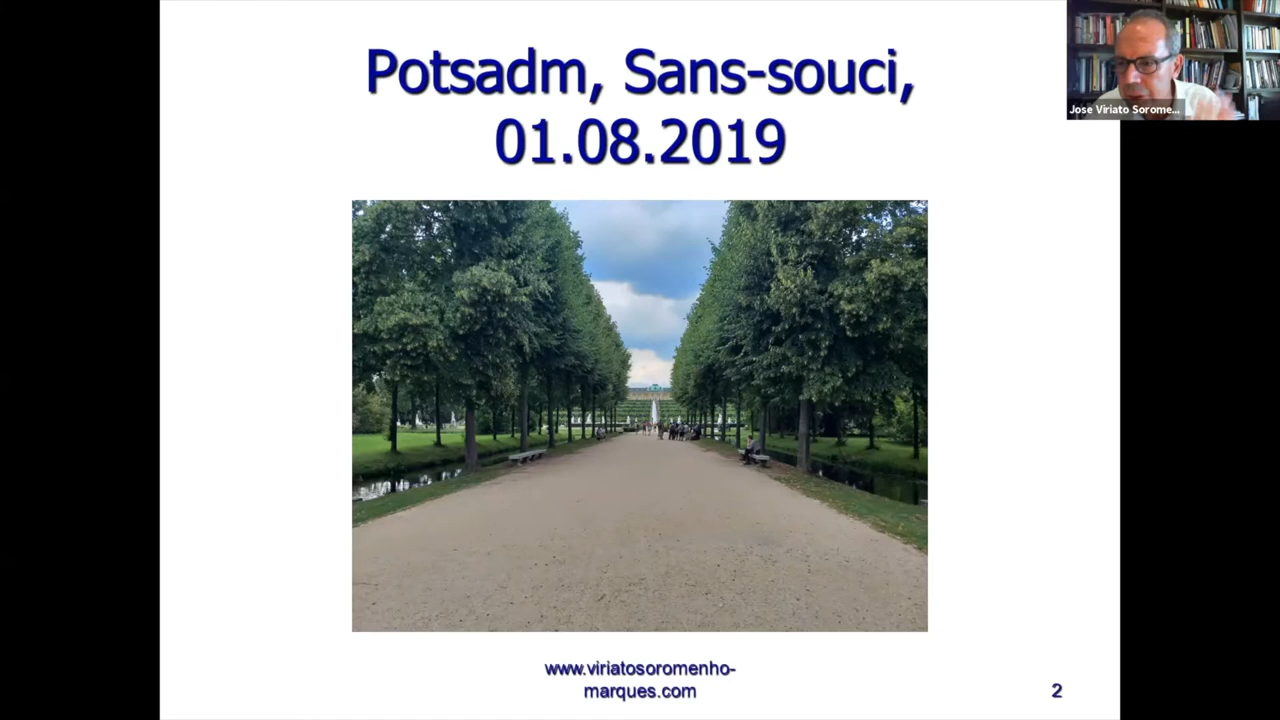 Potsadm, Sans-souci,
01.08.2019
Jose Viriato Sorome...
www.viriatosoromenho-
marques.com
2